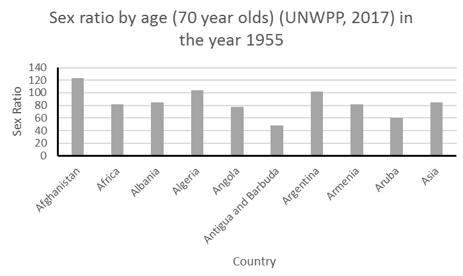 Sex ratio by age (70 year olds) (UNWPP, 2017) in
the year 1955
140
120
100
80
60
40
20
0
Sex Ratio
Afghanistan
Africa
Albania
Algeria
Angola
Antigua and Barbuda
Argentina
Armenia
Aruba
Asia
Country